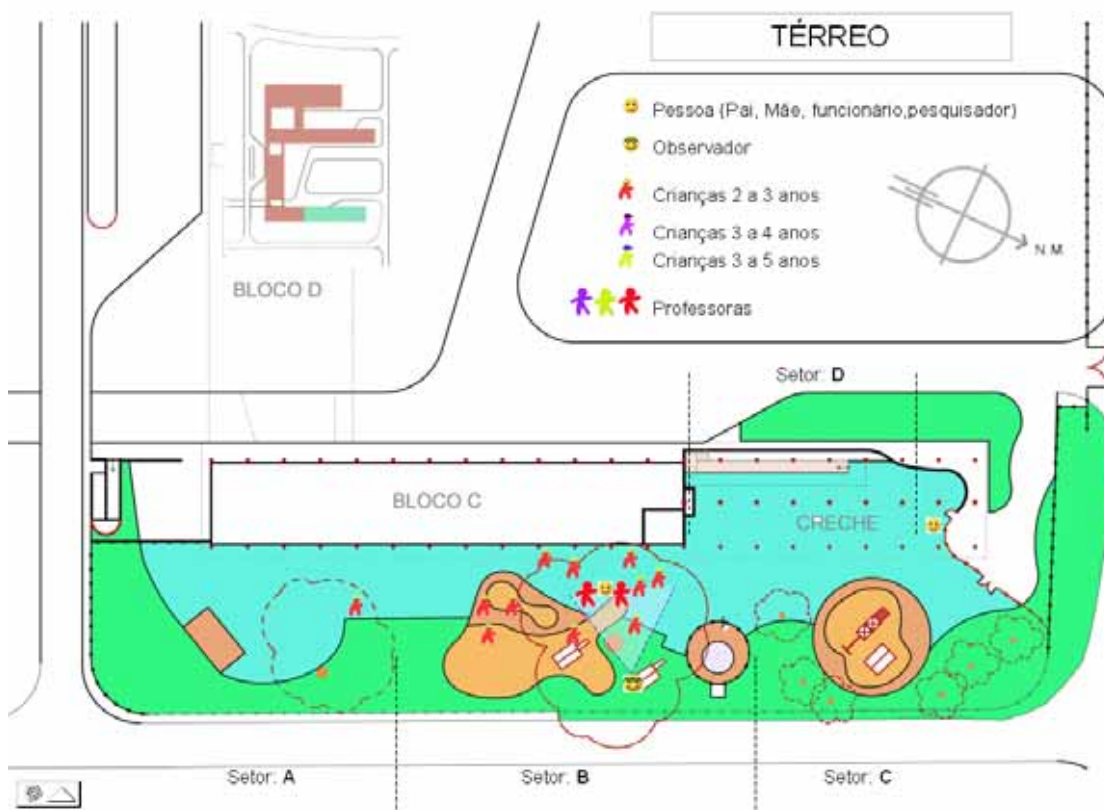 TÉRREO
Pessoa (Pai, Mãe, funcionário,pesquisador)
Observador
Crianças 2 a 3 anos
Crianças 3 a 4 anos
Crianças 3 a 5 anos
Professoras
N.M.
BLOCO D
Setor: D
BLOCO C
CRECHE
Setor: A
Setor: B
Setor: C